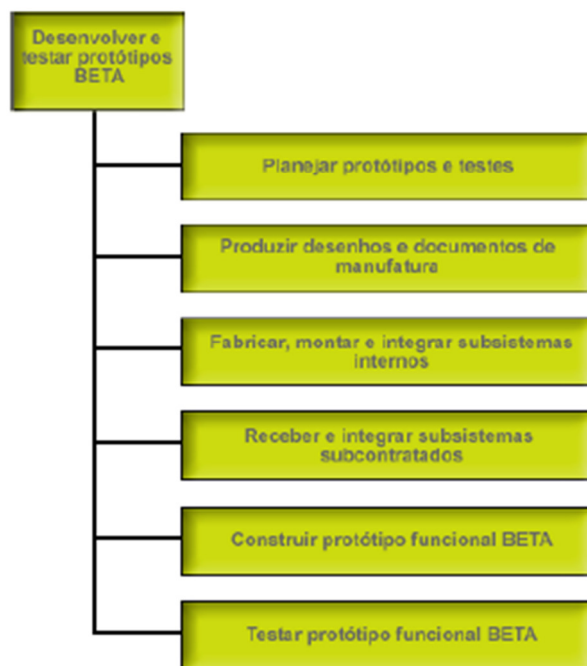 Desenvolver e
testar protótipos
BETA
Planejar protótipos e testes
Produzir desenhos e documentos de
manufatura
Fabricar, montar e integrar subsistemas
internos
Receber e integrar subsistemas
subcontratados
Construir protótipo funcional BETA
Testar protótipo funcional BETA